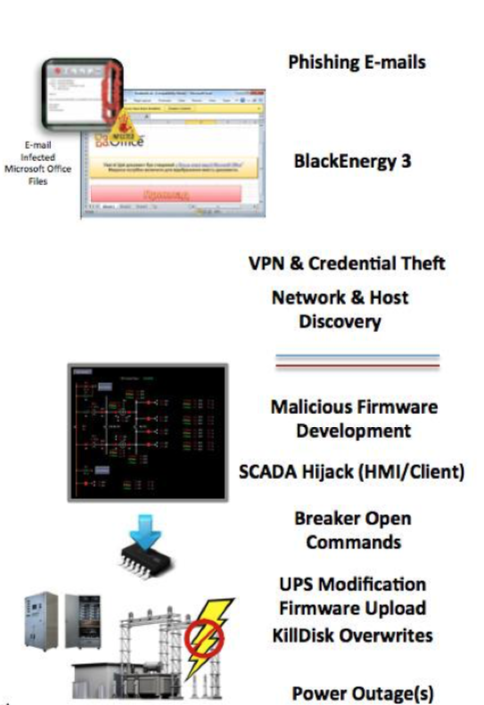 Phishing E-mails
E-mail
Infected
Microsoft Office
Files
Office
BlackEnergy 3
VPN & Credential Theft
Network & Host
Discovery
Malicious Firmware
Development
SCADA Hijack (HMI/Client)
Breaker Open
Commands
UPS Modification
Firmware Upload
KillDisk Overwrites
Power Outage(s)